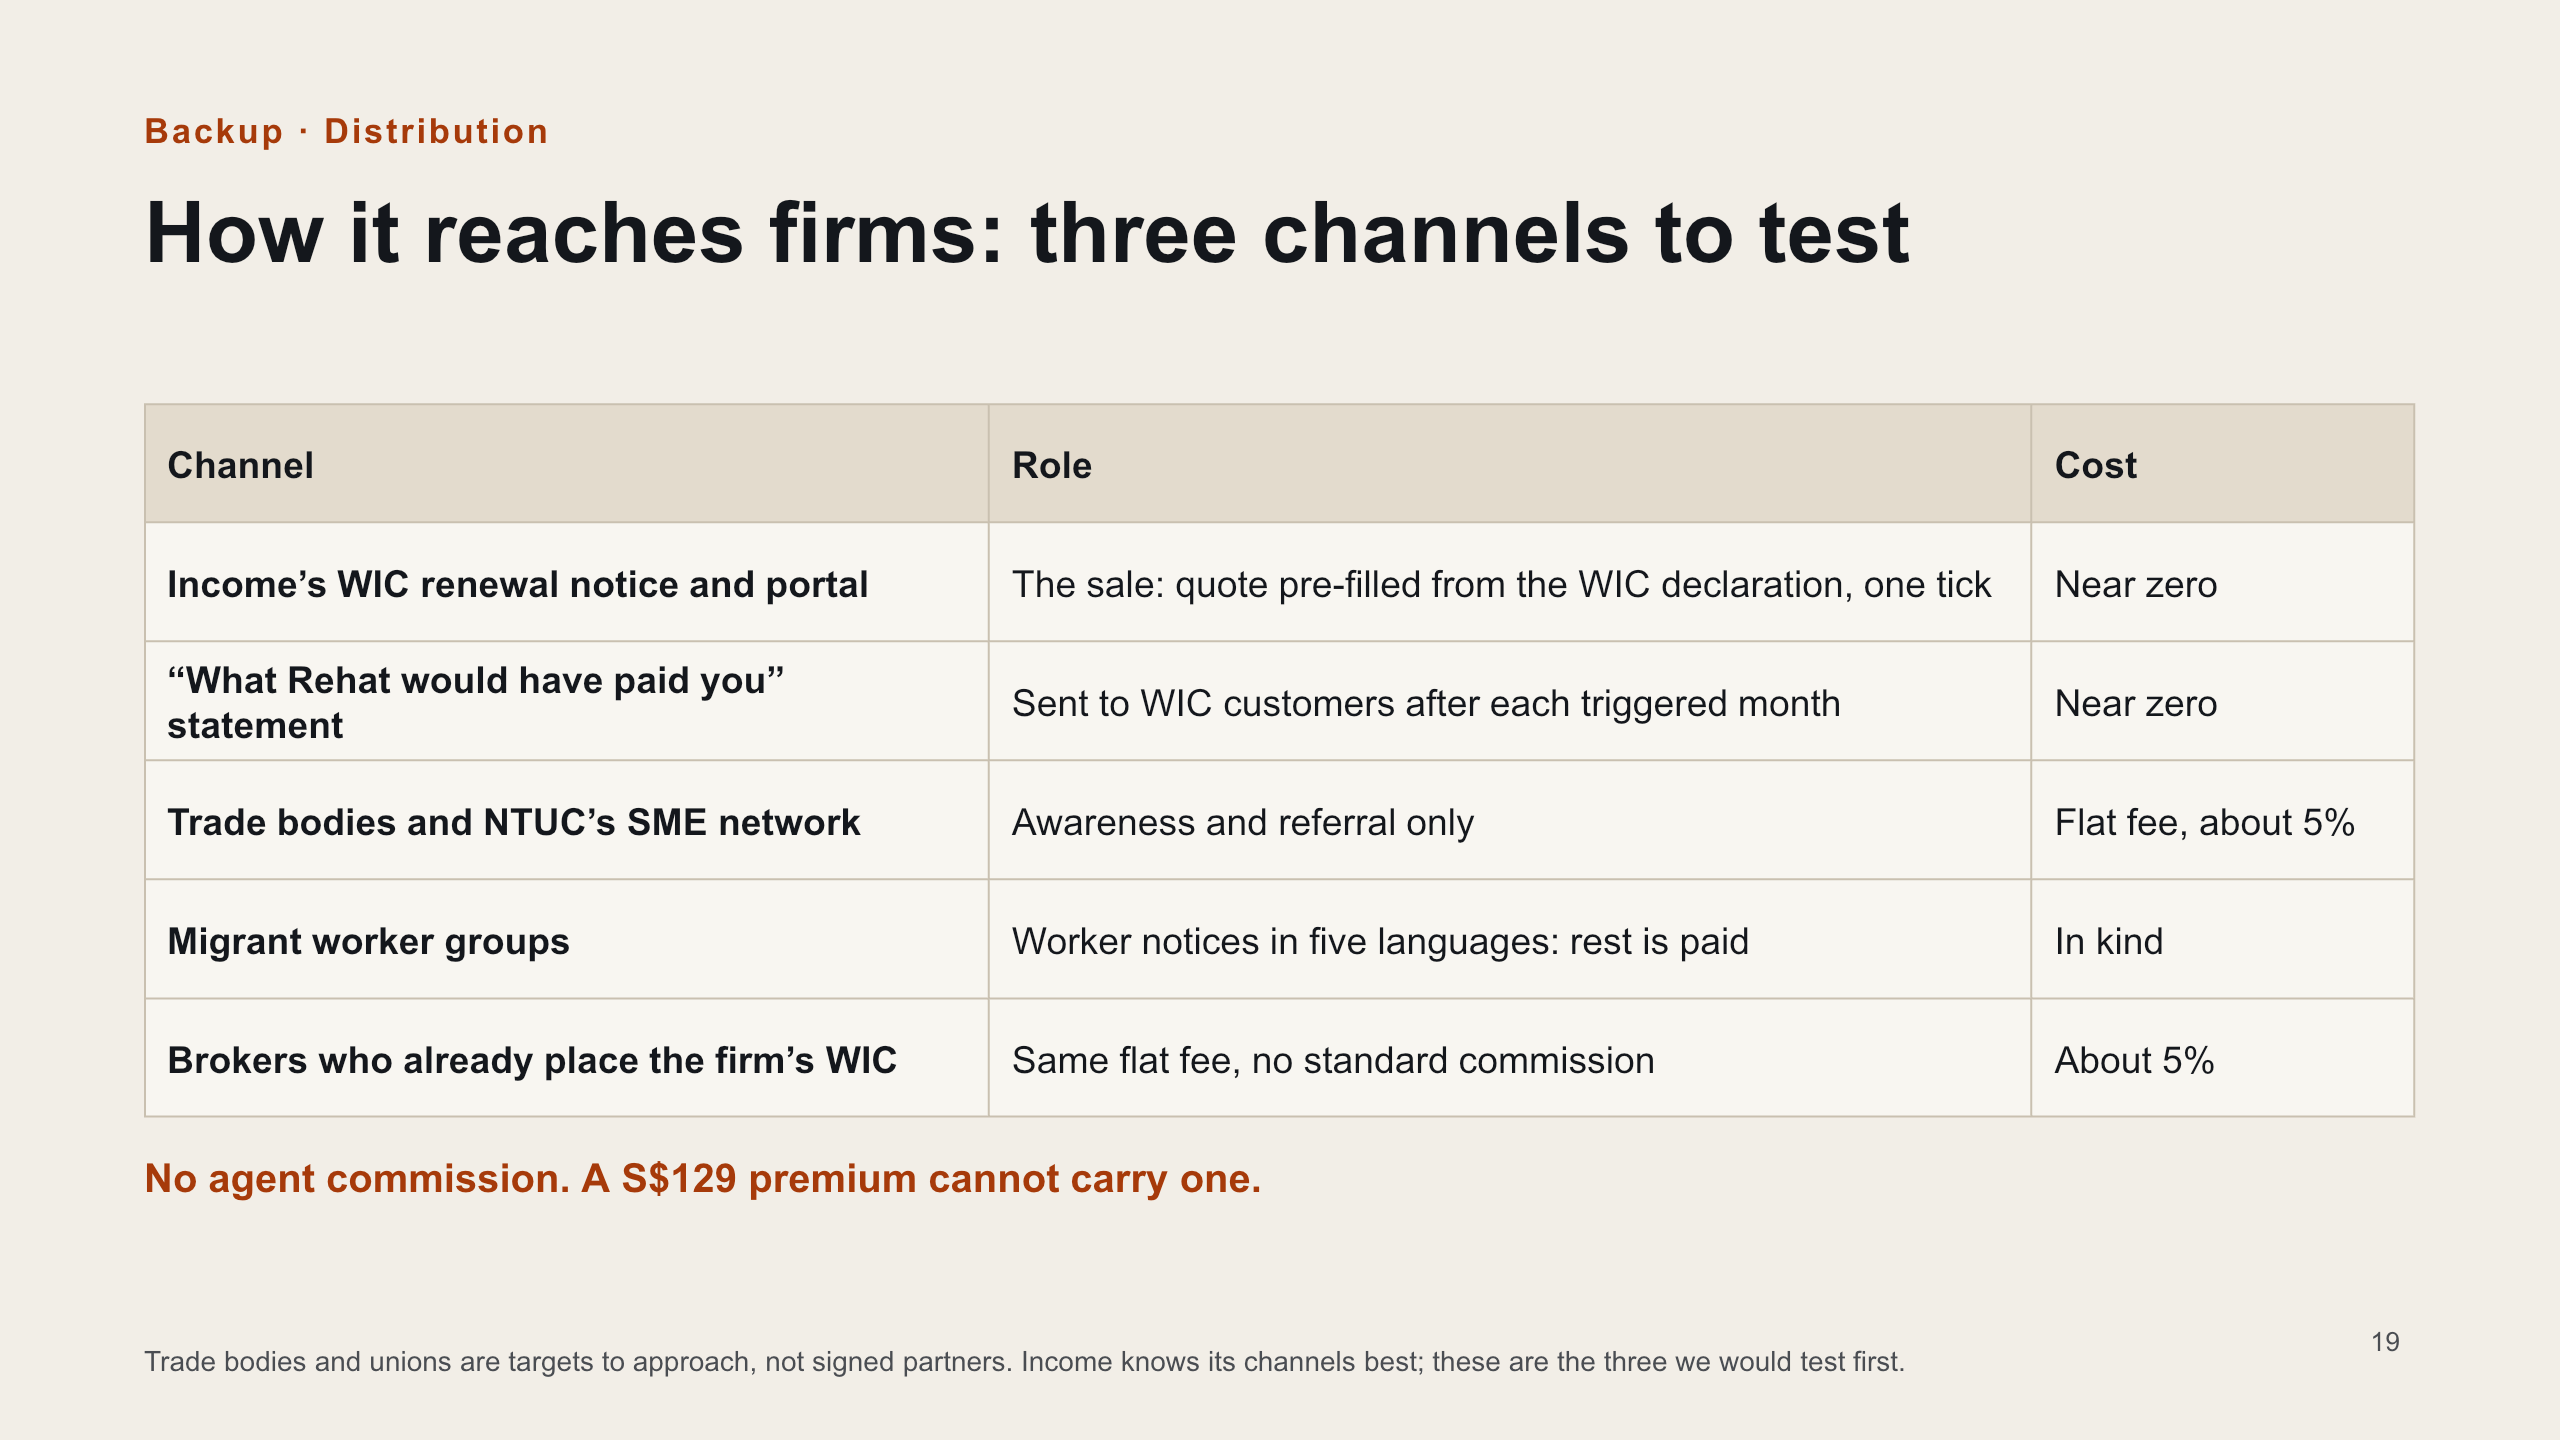 Backup · Distribution
How it reaches firms: three channels to test
Channel Role Cost
Income’s WIC renewal notice and portal The sale: quote pre-filled from the WIC declaration, one tick Near zero
“What Rehat would have paid you”
statement
Sent to WIC customers after each triggered month Near zero
Trade bodies and NTUC’s SME network Awareness and referral only Flat fee, about 5%
Migrant worker groups Worker notices in five languages: rest is paid In kind
Brokers who already place the firm’s WIC Same flat fee, no standard commission About 5%
No agent commission. A S$129 premium cannot carry one.
Trade bodies and unions are targets to approach, not signed partners. Income knows its channels best; these are the three we would test first.
19